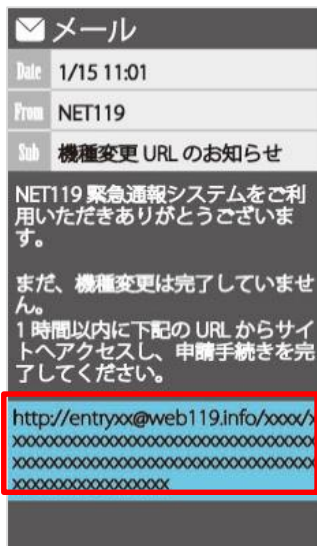 メール
Date 1/15 11:01
From NET119
Sub 機種変更 URL のお知らせ
NET119 緊急通報システムをご利
用いただきありがとうございま
す。
まだ、機種変更は完了していませ
ん。
1 時間以内に下記の URL からサイ
トへアクセスし、申請手続きを完
了してください。
http://entryxx@web119.info/xxxx/x
xxxxxxxxxxxxxxxxxxxxxxxxxxxxxxxx
xxxxxxxxxxxxxxxxxxxxxxxxxxxxxxxx
xxxxxxxxxxxxxxxxx